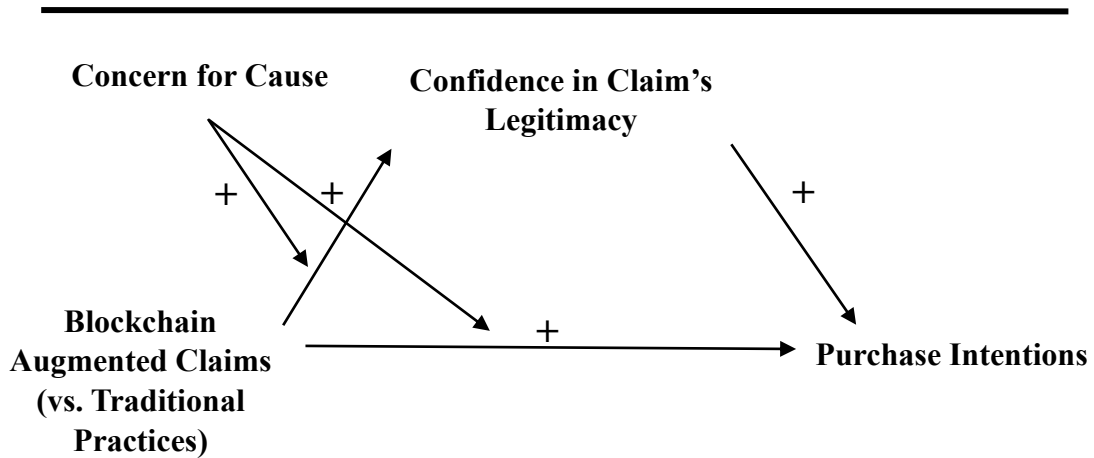 Concern for Cause
Confidence in Claim’s
Legitimacy
+
+
+
Blockchain
Augmented Claims
(vs. Traditional
Practices)
+
Purchase Intentions